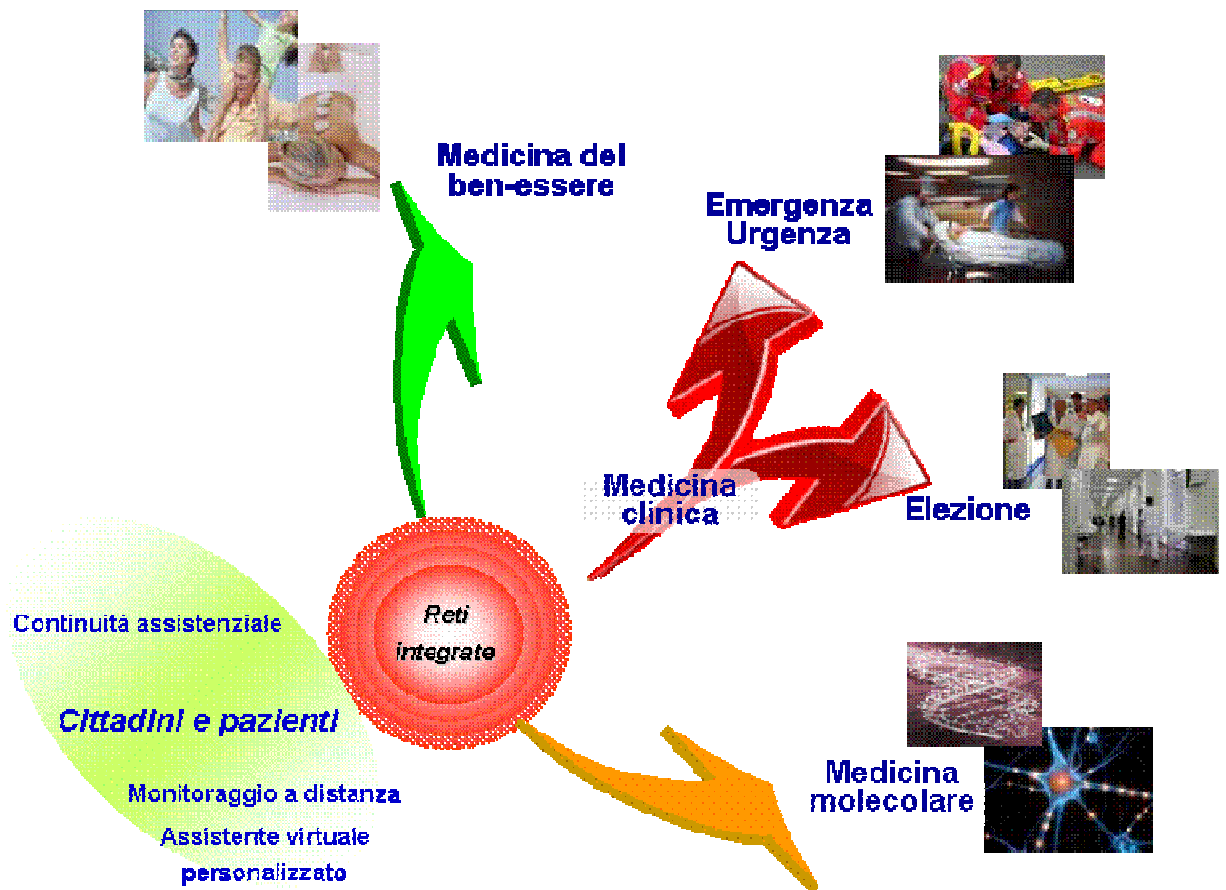 Medicina del
ben-essere
Emergenza
Urgenza
Medicina
clinica
Elezione
Reti
integrate
Continuità assistenziale
Cittadini e pazienti
Monitoraggio a distanza
Assistente virtuale
personalizzato
Medicina
molecolare